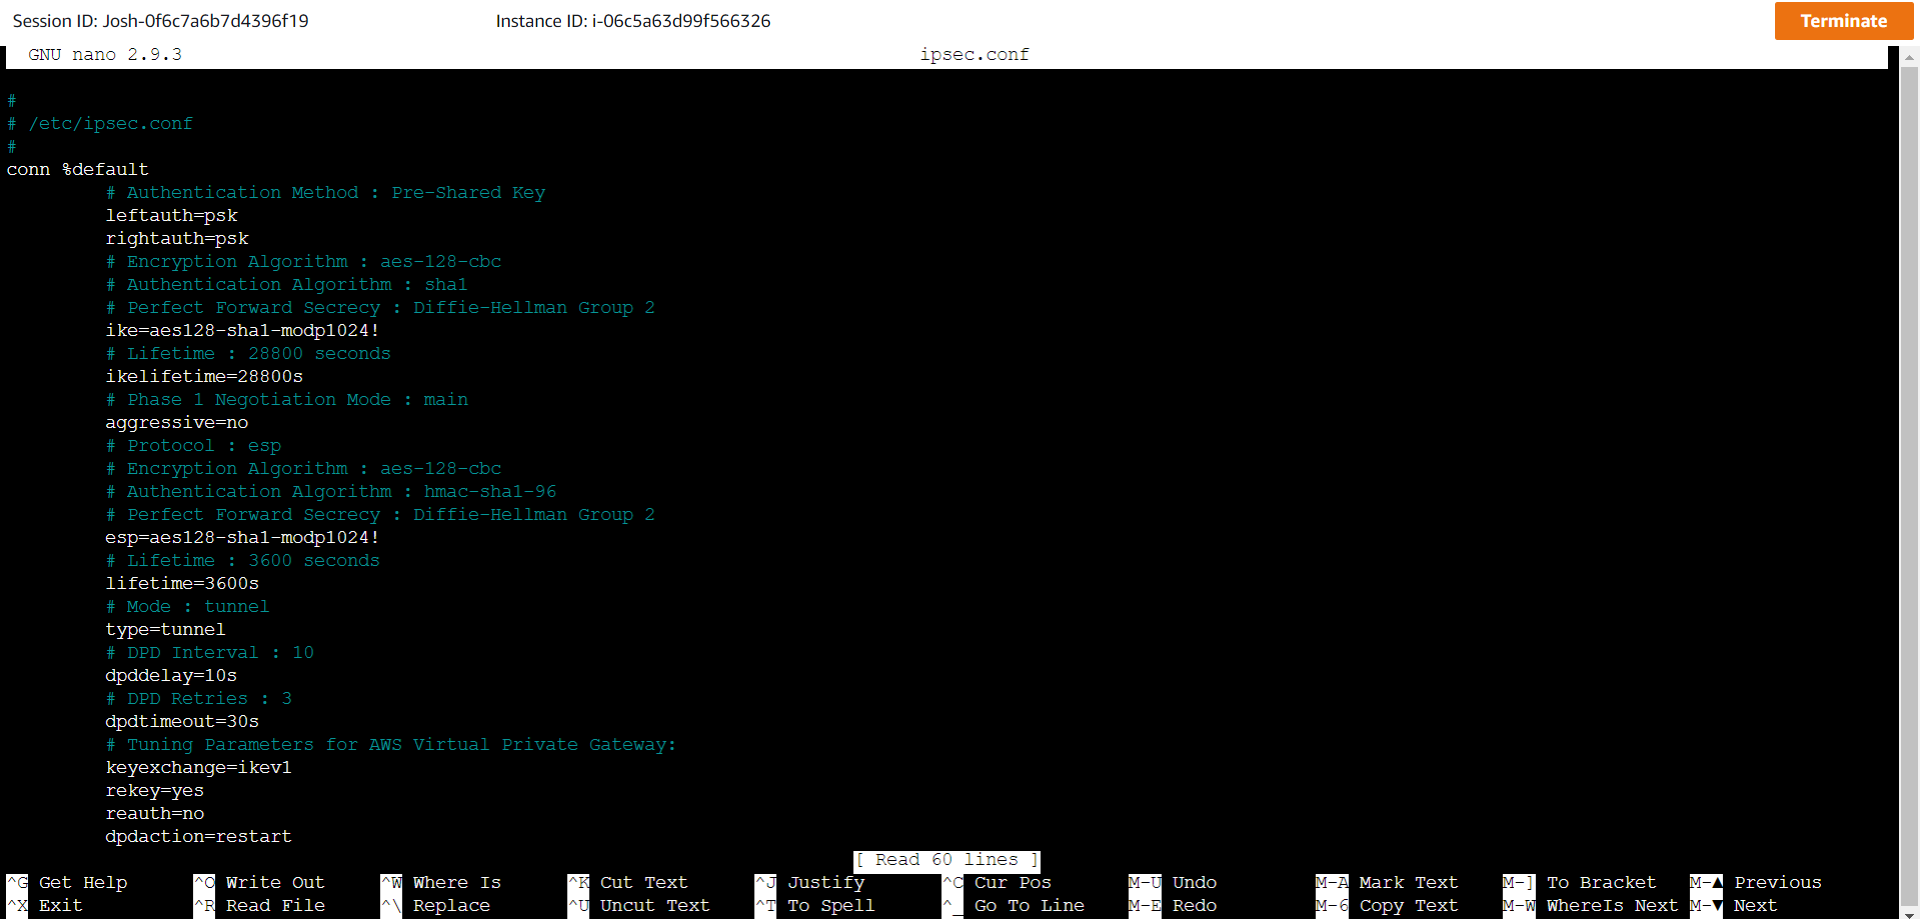 Session ID: Josh-0f6c7a6b7d4396f19 Instance ID: i-06c5a63d99f566326 Terminate
GNU nano 2.9.3 ipsec.conf
#
# /etc/ipsec.conf
#
conn %default
# Authentication Method : Pre-Shared Key
leftauth=psk
rightauth=psk
# Encryption Algorithm : aes-128-cbc
# Authentication Algorithm : sha1
# Perfect Forward Secrecy : Diffie-Hellman Group 2
ike=aes128-sha1-modp1024!
# Lifetime : 28800 seconds
ikelifetime=28800s
# Phase 1 Negotiation Mode : main
aggressive=no
# Protocol : esp
# Encryption Algorithm : aes-128-cbc
# Authentication Algorithm : hmac-sha1-96
# Perfect Forward Secrecy : Diffie-Hellman Group 2
esp=aes128-sha1-modp1024!
# Lifetime : 3600 seconds
lifetime=3600s
# Mode : tunnel
type=tunnel
# DPD Interval : 10
dpddelay=10s
# DPD Retries : 3
dpdtimeout=30s
# Tuning Parameters for AWS Virtual Private Gateway:
keyexchange=ikev1
rekey=yes
reauth=no
dpdaction=restart
[ Read 60 lines ]
^G Get Help ^O Write Out ^W Where Is ^K Cut Text ^J Justify ^C Cur Pos M-U Undo M-A Mark Text M-] To Bracket M-▲ Previous
^X Exit ^R Read File ^\ Replace ^U Uncut Text ^T To Spell ^_ Go To Line M-E Redo M-6 Copy Text M-W WhereIs Next M-▼ Next